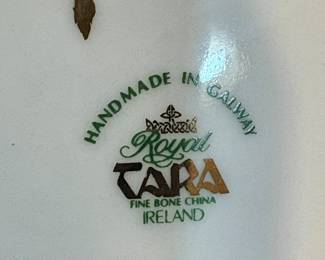 HANDMADE IN GALWAY
Royal
TARA
FINE BONE CHINA
IRELAND